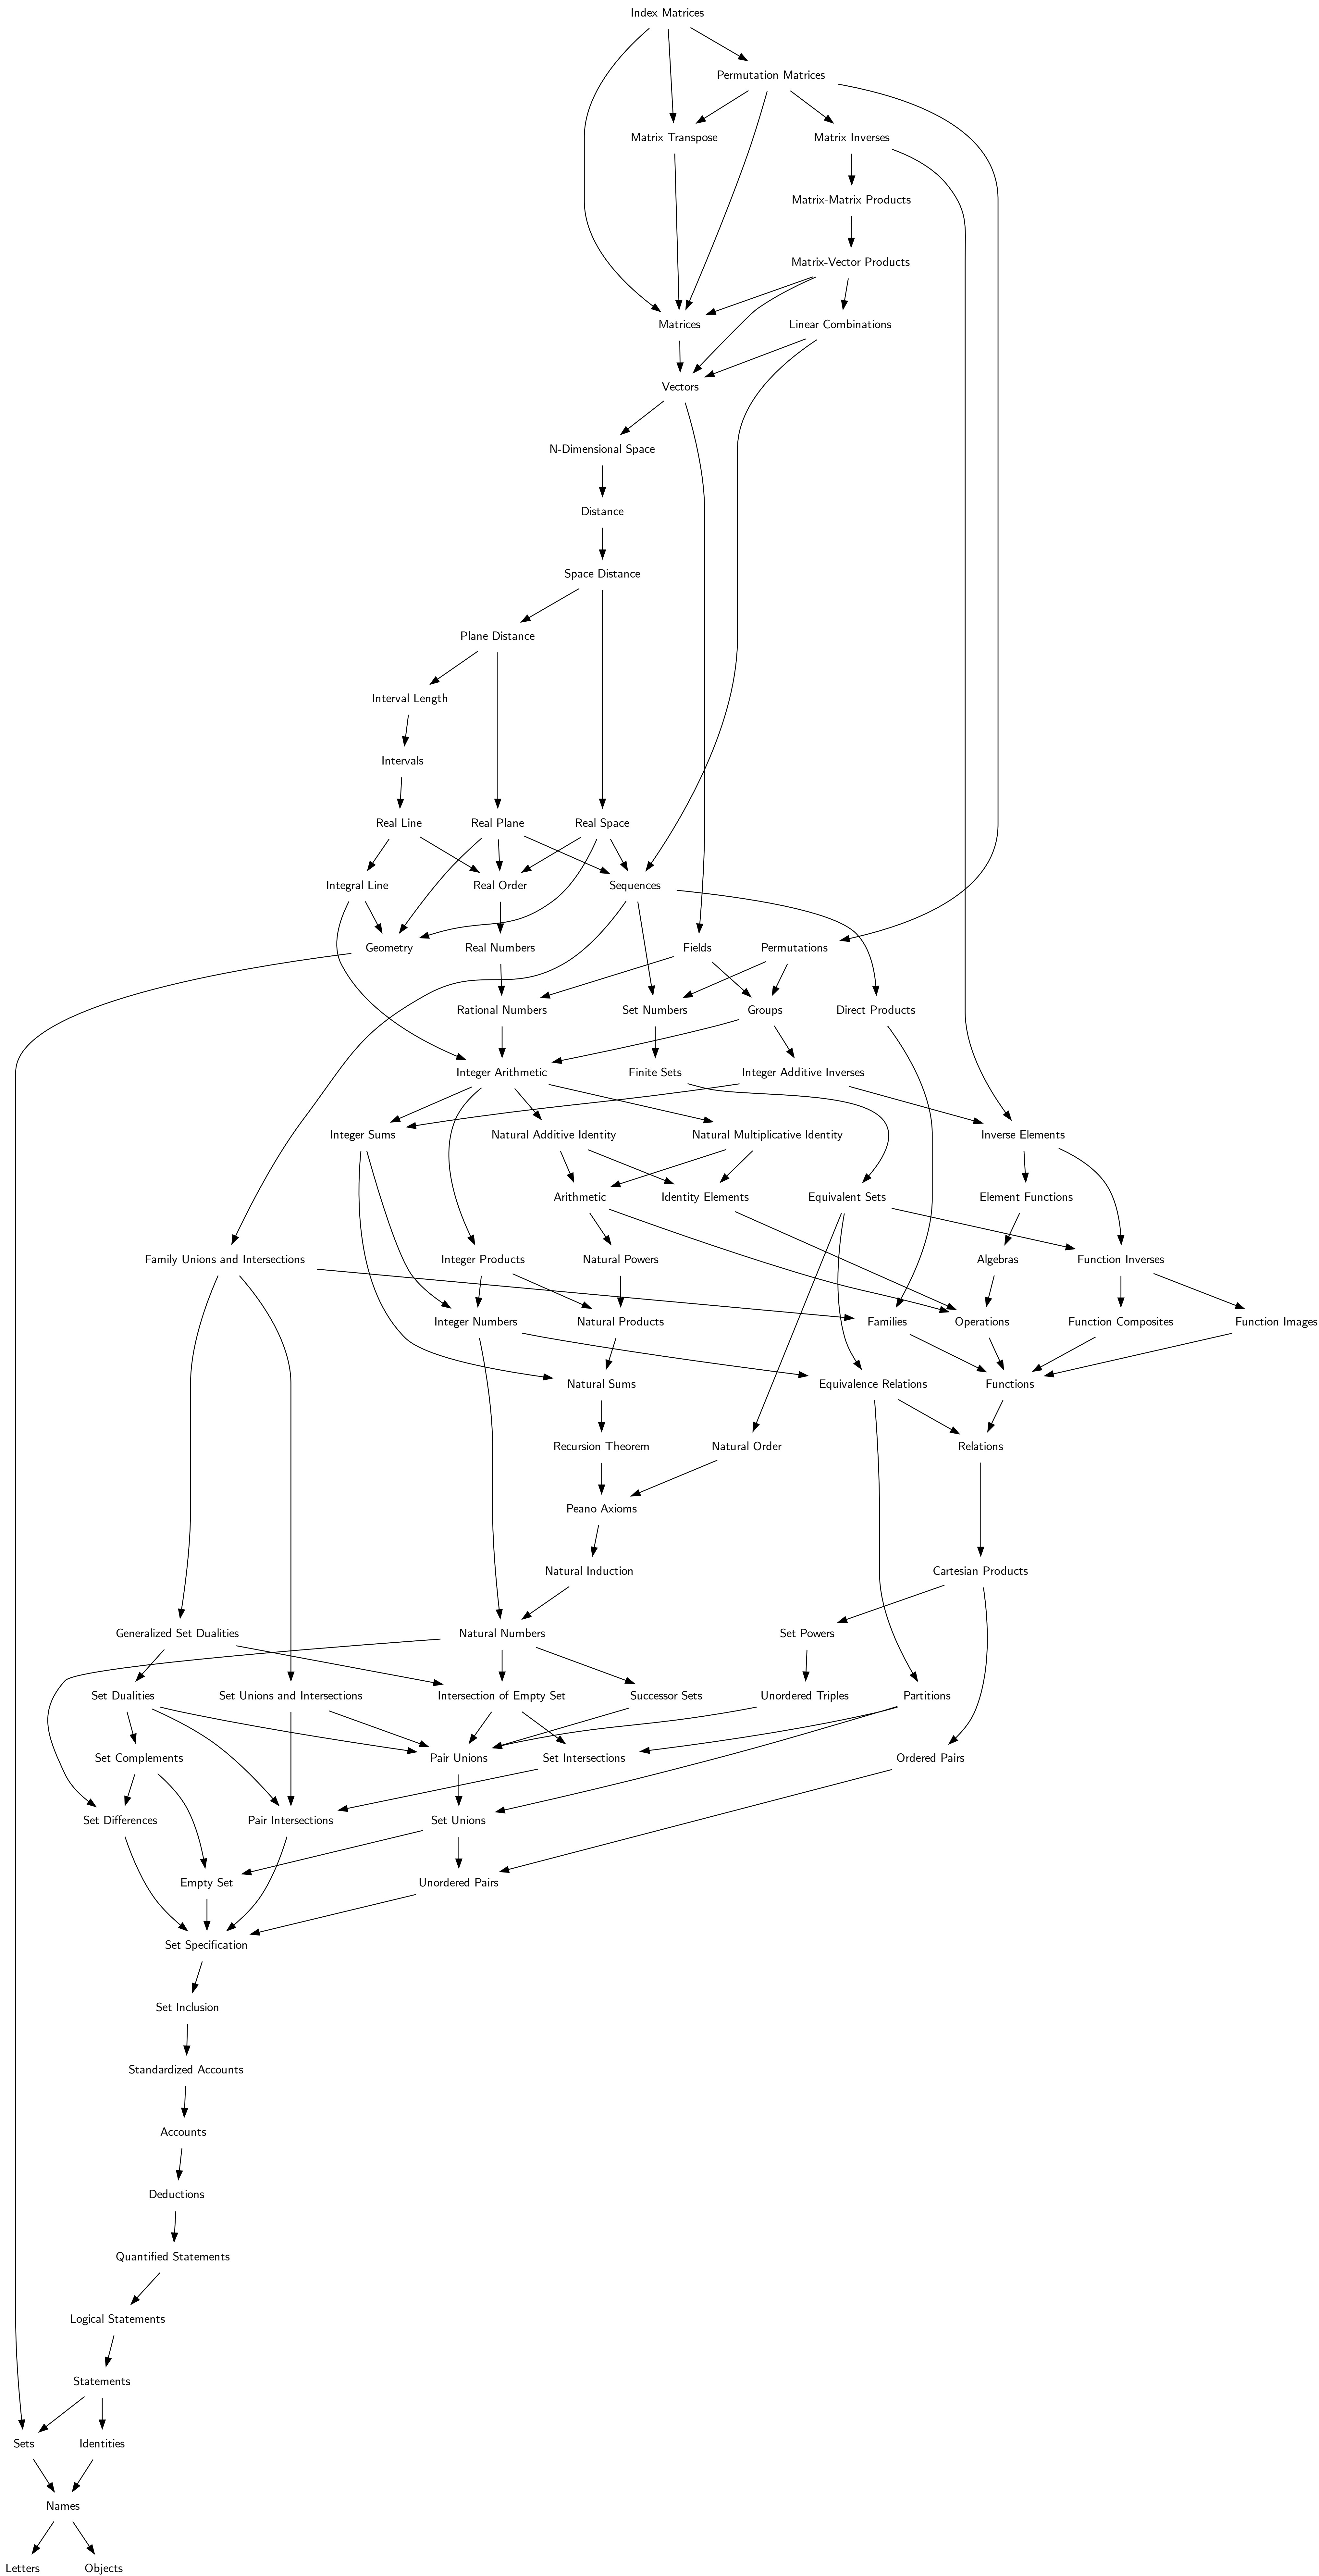 Index Matrices
Permutation Matrices
Matrix Transpose
Matrix Inverses
Matrix-Matrix Products
Matrix-Vector Products
Matrices
Linear Combinations
Vectors
N-Dimensional Space
Distance
Space Distance
Plane Distance
Interval Length
Intervals
Real Line
Real Plane
Real Space
Integral Line
Real Order
Sequences
Geometry
Real Numbers
Fields
Permutations
Rational Numbers
Set Numbers
Groups
Direct Products
Integer Arithmetic
Finite Sets
Integer Additive Inverses
Integer Sums
Natural Additive Identity
Natural Multiplicative Identity
Inverse Elements
Arithmetic
Identity Elements
Equivalent Sets
Element Functions
Family Unions and Intersections
Integer Products
Natural Powers
Algebras
Function Inverses
Integer Numbers
Natural Products
Families
Operations
Function Composites
Function Images
Natural Sums
Equivalence Relations
Functions
Recursion Theorem
Natural Order
Relations
Peano Axioms
Natural Induction
Cartesian Products
Generalized Set Dualities
Natural Numbers
Set Powers
Set Dualities
Set Unions and Intersections
Intersection of Empty Set
Successor Sets
Unordered Triples
Partitions
Set Complements
Pair Unions
Set Intersections
Ordered Pairs
Set Differences
Pair Intersections
Set Unions
Empty Set
Unordered Pairs
Set Specification
Set Inclusion
Standardized Accounts
Accounts
Deductions
Quantified Statements
Logical Statements
Statements
Sets
Identities
Names
Letters
Objects